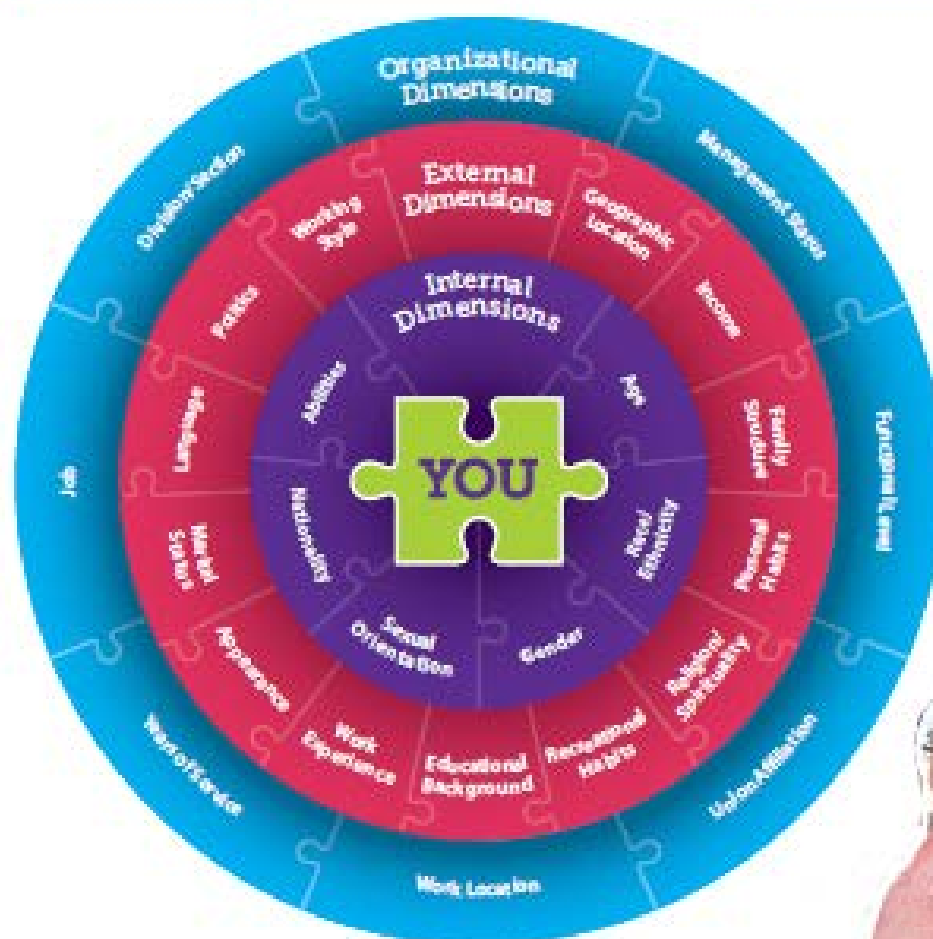 Organizational
Dimensions
Management Status
Functional Level
Union Affiliation
Work Location
Years of Service
Job
Division/Section
External
Dimensions
Geographic
Location
Income
Family
Structure
Personal
Habits
Religion/
Spirituality
Recreational
Habits
Educational
Background
Work
Experience
Appearance
Marital
Status
Language
Politics
Working
Style
Internal
Dimensions
Age
Race/
Ethnicity
Gender
Sexual
Orientation
Nationality
Abilities
YOU